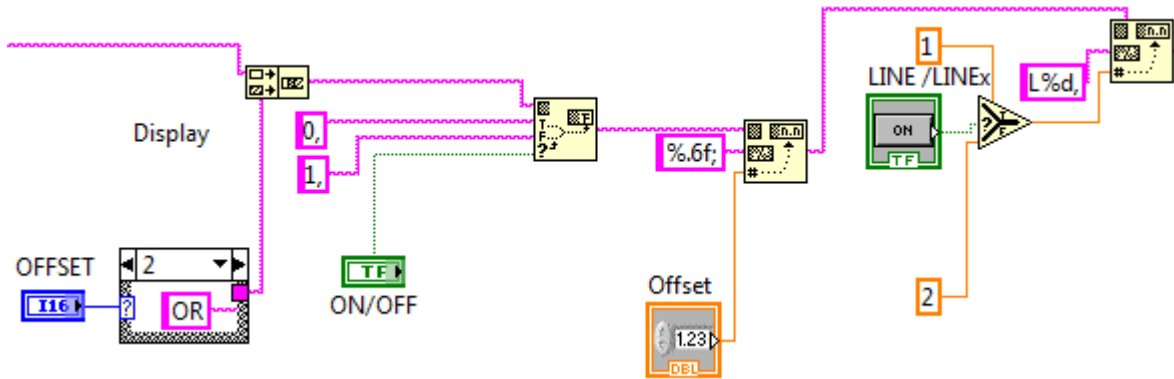 Display
OFFSET
I16
2
?
OR
0,
1,
T
F
?
TF
ON/OFF
%.6f;
n.n
#
Offset
1.23
DBL
1
LINE /LINEx
ON
TF
2
?
T
F
L%d,
n.n
#